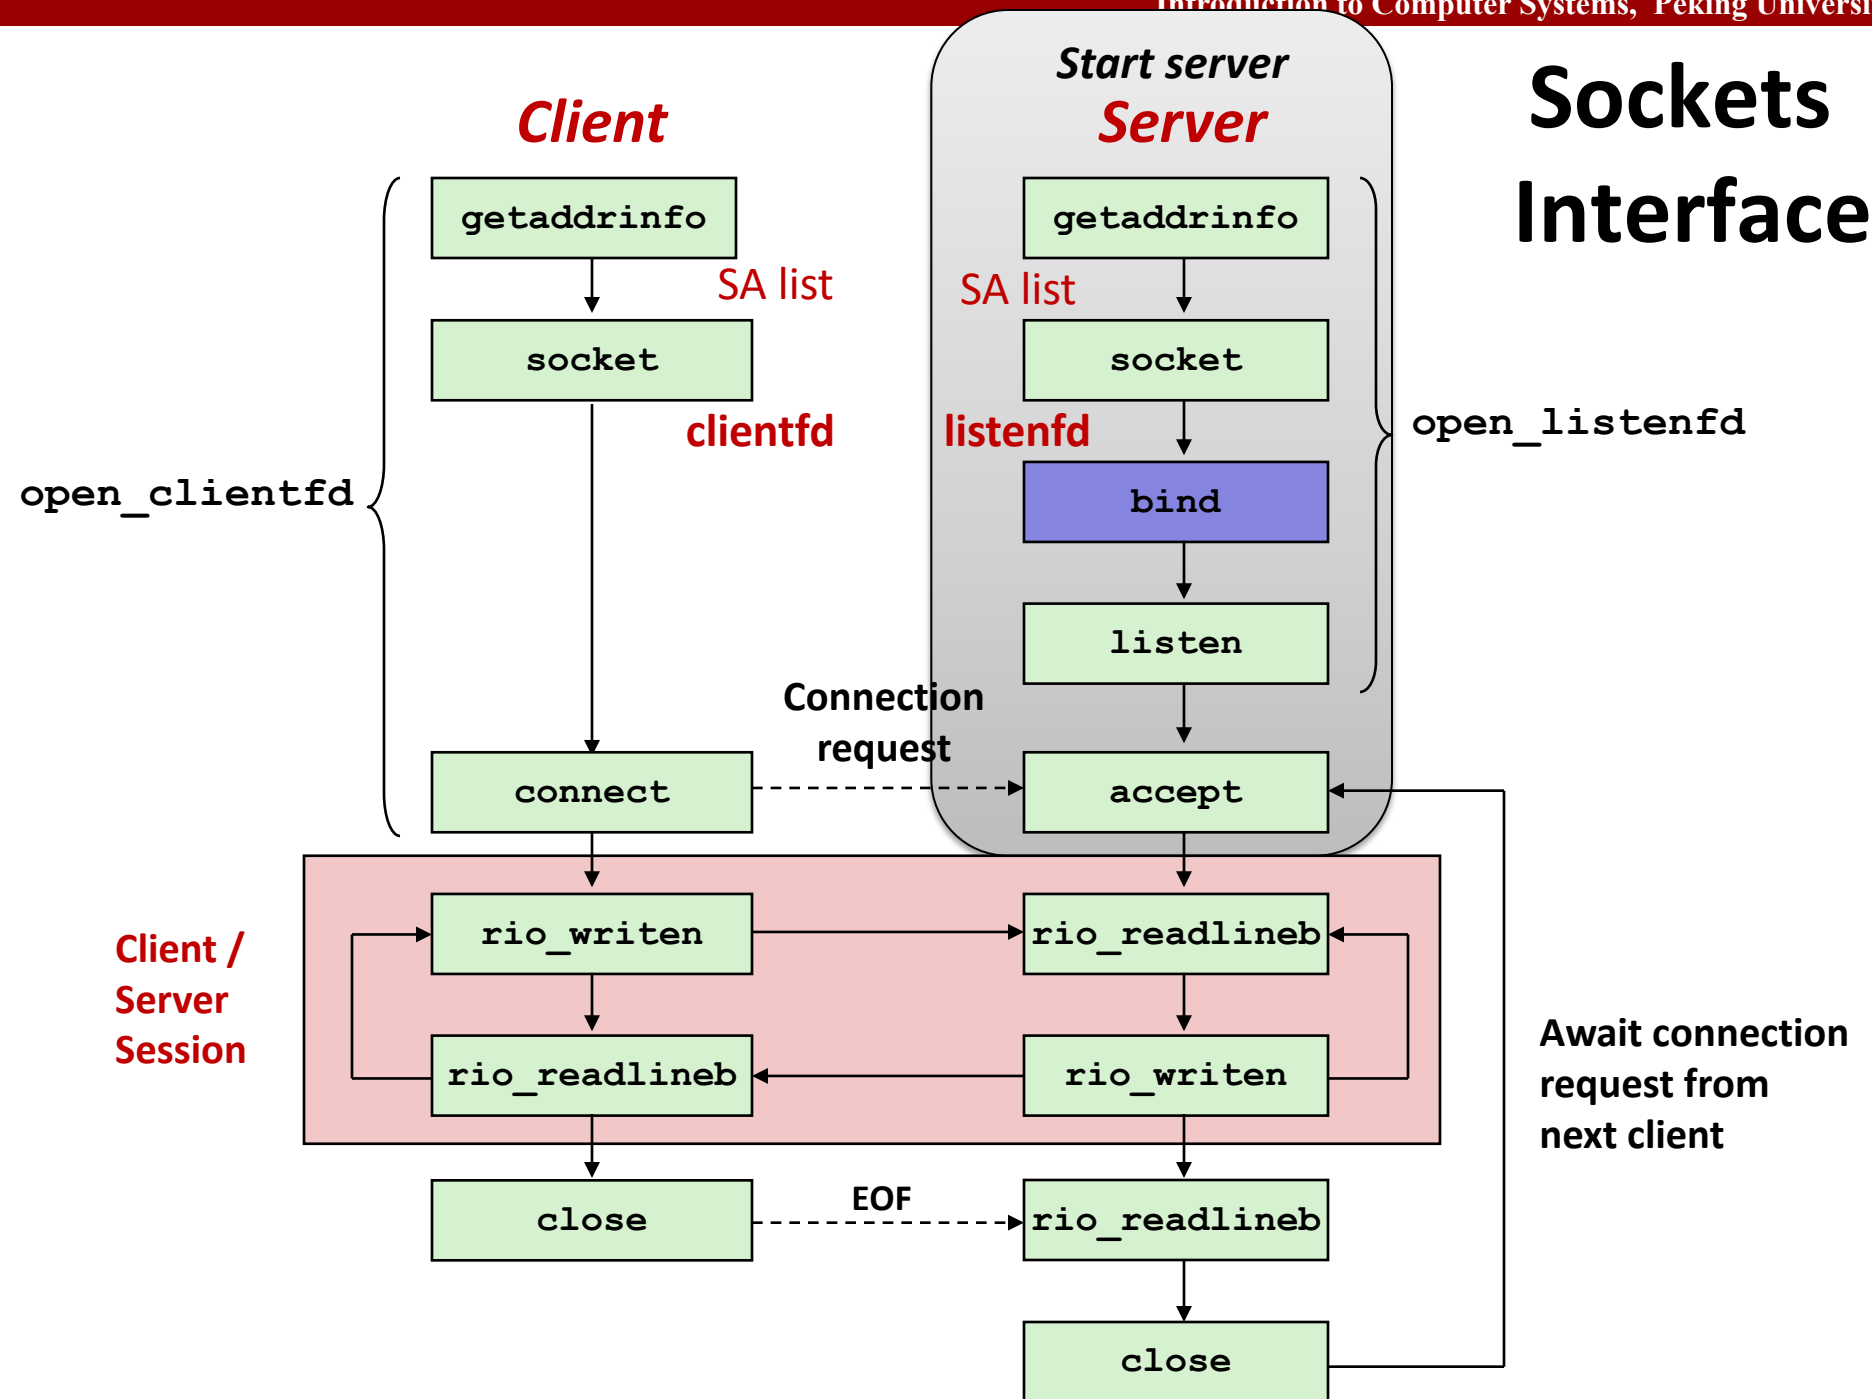 Introduction to Computer Systems, Peking Universi
Start server
Client
Server
Sockets
Interface
getaddrinfo
getaddrinfo
SA list
SA list
socket
socket
clientfd
listenfd
open_listenfd
open_clientfd
bind
listen
Connection
request
connect
accept
Client /
Server
Session
rio_writen
rio_readlineb
rio_readlineb
rio_writen
Await connection
request from
next client
close
EOF
rio_readlineb
close